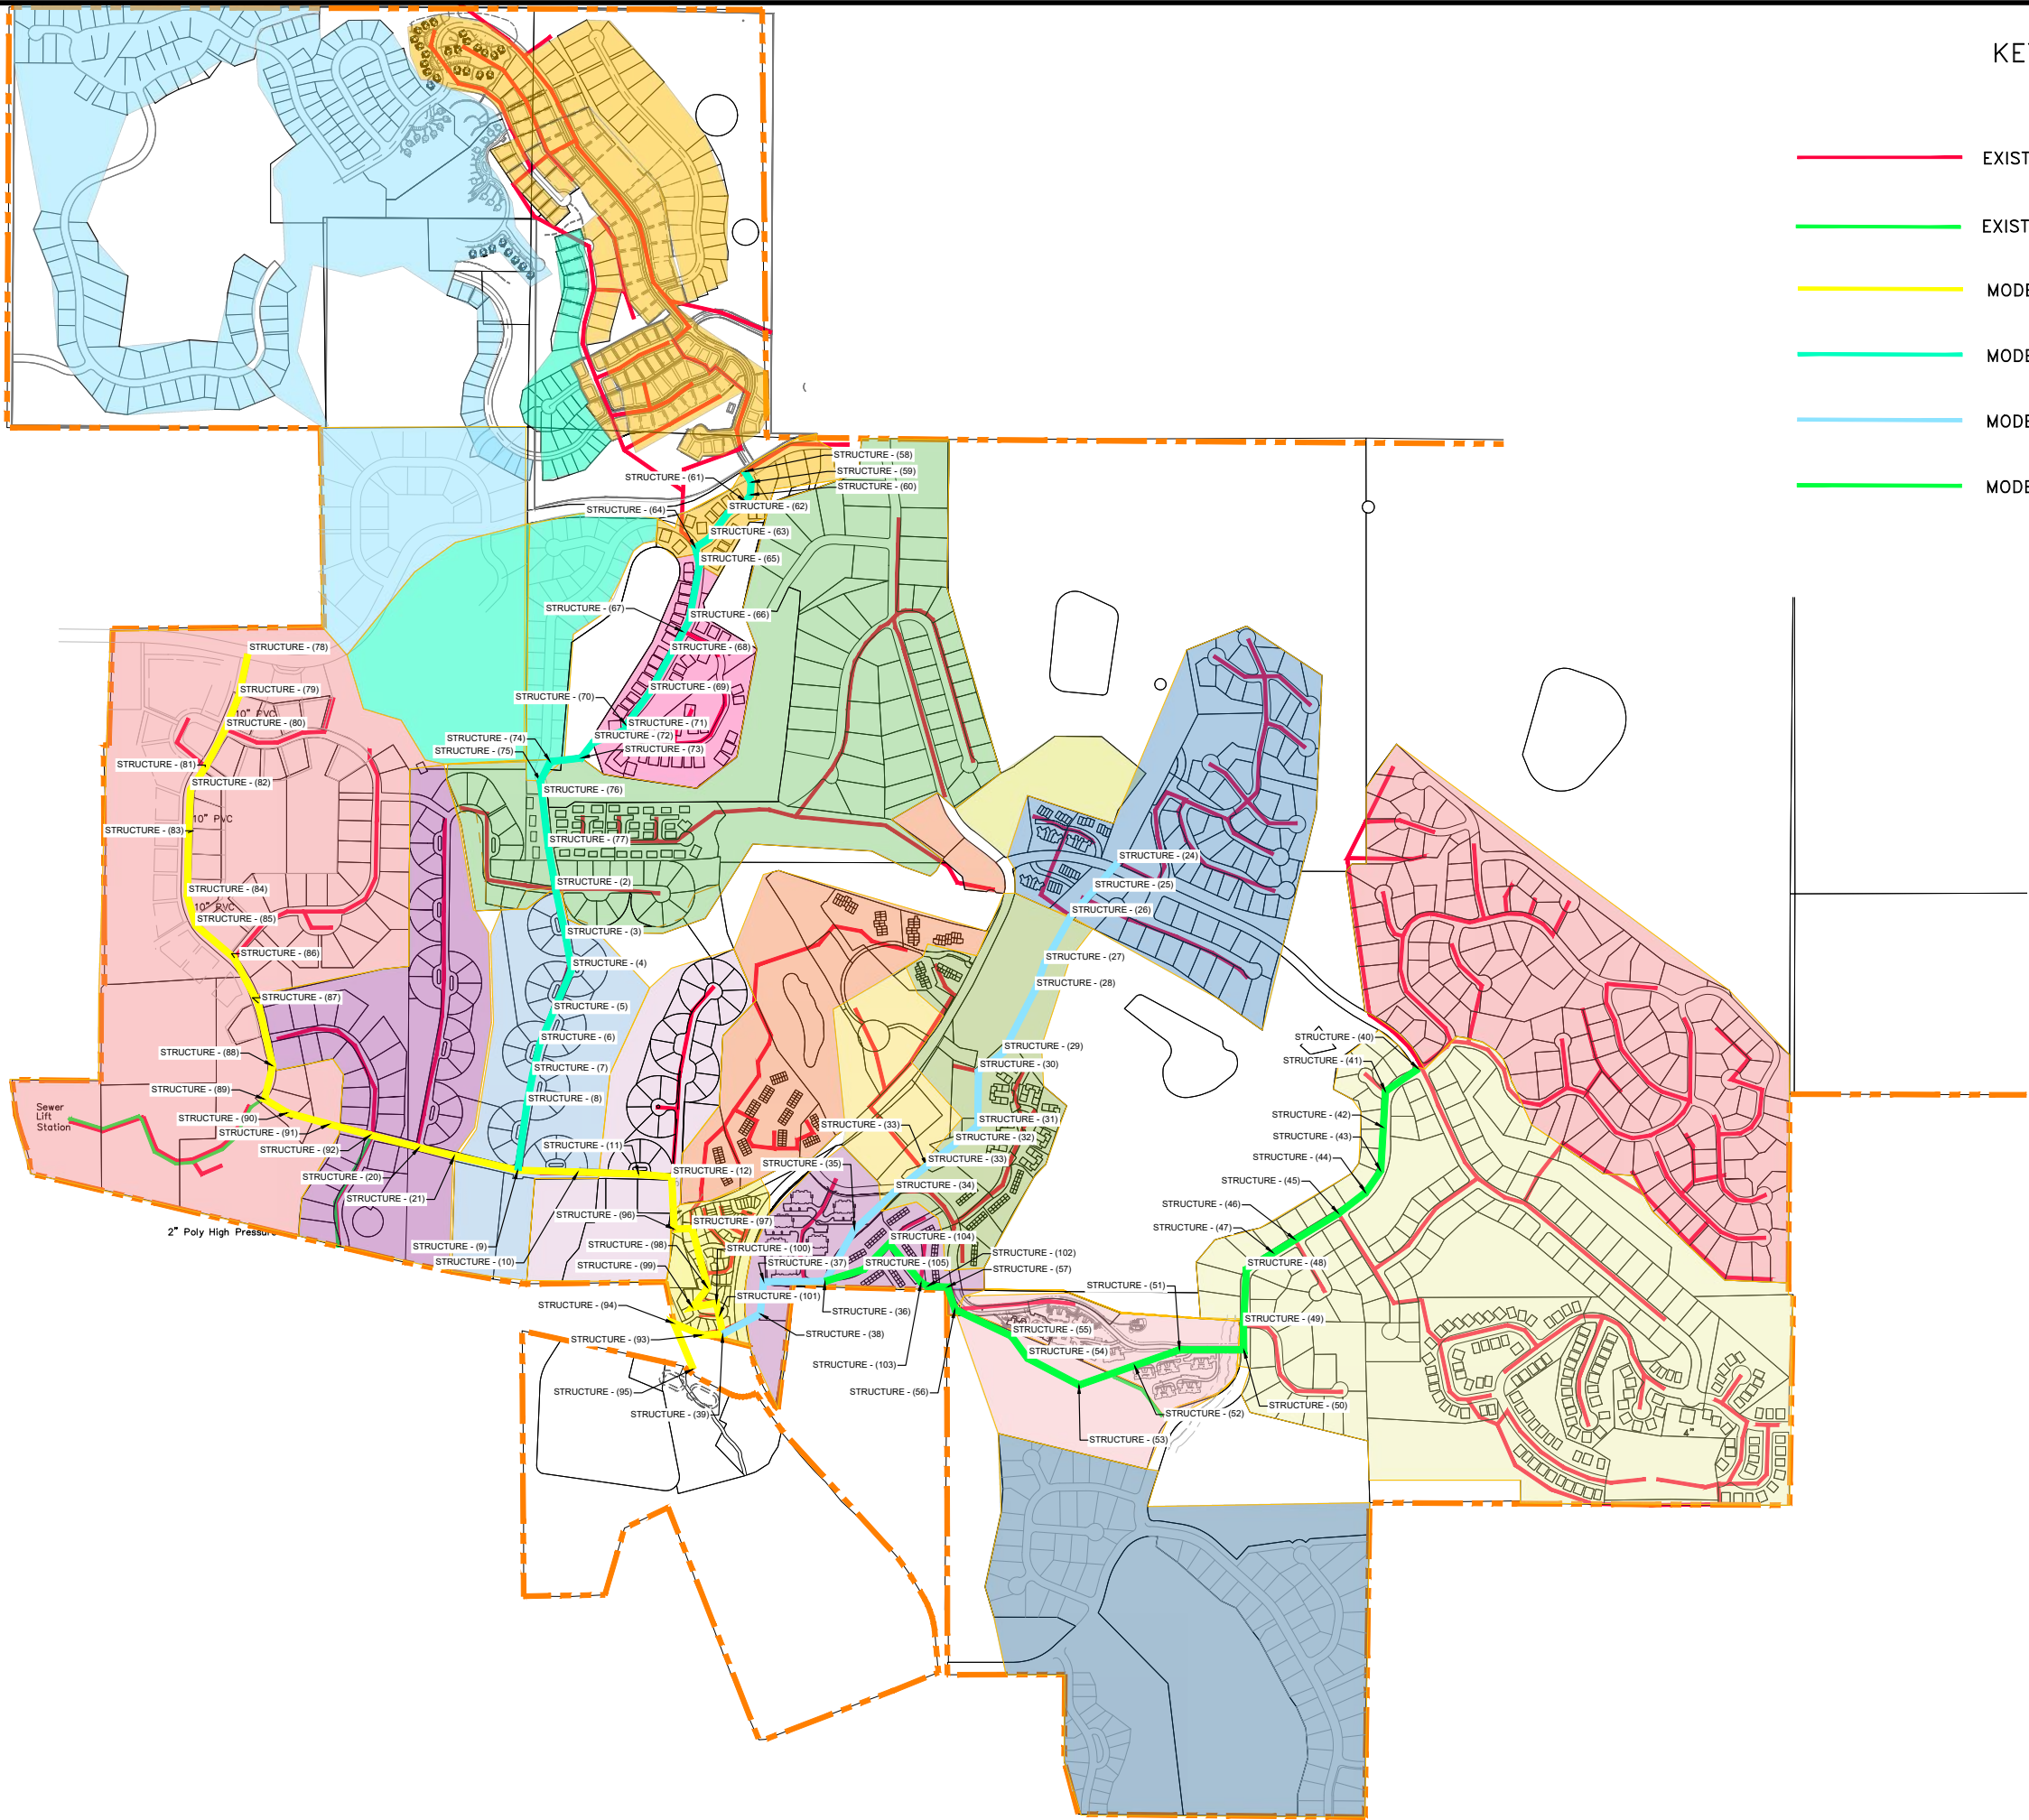 KE
EXIST
EXIST
MODE
MODE
MODE
MODE
STRUCTURE - (58)
STRUCTURE - (59)
STRUCTURE - (61)
STRUCTURE - (60)
STRUCTURE - (62)
STRUCTURE - (64)
STRUCTURE - (63)
STRUCTURE - (65)
STRUCTURE - (67)
STRUCTURE - (66)
STRUCTURE - (78)
STRUCTURE - (68)
STRUCTURE - (79)
STRUCTURE - (69)
STRUCTURE - (70)
10" PVC
STRUCTURE - (80)
STRUCTURE - (71)
STRUCTURE - (72)
STRUCTURE - (74)
STRUCTURE - (73)
STRUCTURE - (75)
STRUCTURE - (81)
STRUCTURE - (82)
STRUCTURE - (76)
10" PVC
STRUCTURE - (83)
STRUCTURE - (77)
STRUCTURE - (24)
STRUCTURE - (2)
STRUCTURE - (25)
STRUCTURE - (84)
10" PVC
STRUCTURE - (26)
STRUCTURE - (85)
STRUCTURE - (3)
STRUCTURE - (86)
STRUCTURE - (27)
STRUCTURE - (4)
STRUCTURE - (28)
STRUCTURE - (87)
STRUCTURE - (5)
STRUCTURE - (6)
STRUCTURE - (40)
STRUCTURE - (29)
STRUCTURE - (88)
STRUCTURE - (41)
STRUCTURE - (30)
STRUCTURE - (7)
STRUCTURE - (89)
STRUCTURE - (8)
Sewer
Lift
Station
STRUCTURE - (90)
STRUCTURE - (42)
STRUCTURE - (31)
STRUCTURE - (33)
STRUCTURE - (91)
STRUCTURE - (43)
STRUCTURE - (32)
STRUCTURE - (11)
STRUCTURE - (92)
STRUCTURE - (44)
STRUCTURE - (33)
STRUCTURE - (35)
STRUCTURE - (12)
STRUCTURE - (20)
STRUCTURE - (45)
STRUCTURE - (34)
STRUCTURE - (21)
STRUCTURE - (46)
STRUCTURE - (96)
STRUCTURE - (97)
STRUCTURE - (47)
2" Poly High Pressu
STRUCTURE - (104)
STRUCTURE - (98)
STRUCTURE - (9)
STRUCTURE - (100)
STRUCTURE - (102)
STRUCTURE - (10)
STRUCTURE - (99)
STRUCTURE - (37)
STRUCTURE - (105)
STRUCTURE - (48)
STRUCTURE - (57)
STRUCTURE - (51)
STRUCTURE - (101)
STRUCTURE - (94)
STRUCTURE - (36)
STRUCTURE - (49)
STRUCTURE - (55)
STRUCTURE - (38)
STRUCTURE - (93)
STRUCTURE - (54)
STRUCTURE - (103)
STRUCTURE - (95)
STRUCTURE - (56)
STRUCTURE - (50)
STRUCTURE - (39)
STRUCTURE - (52)
4"
STRUCTURE - (53)